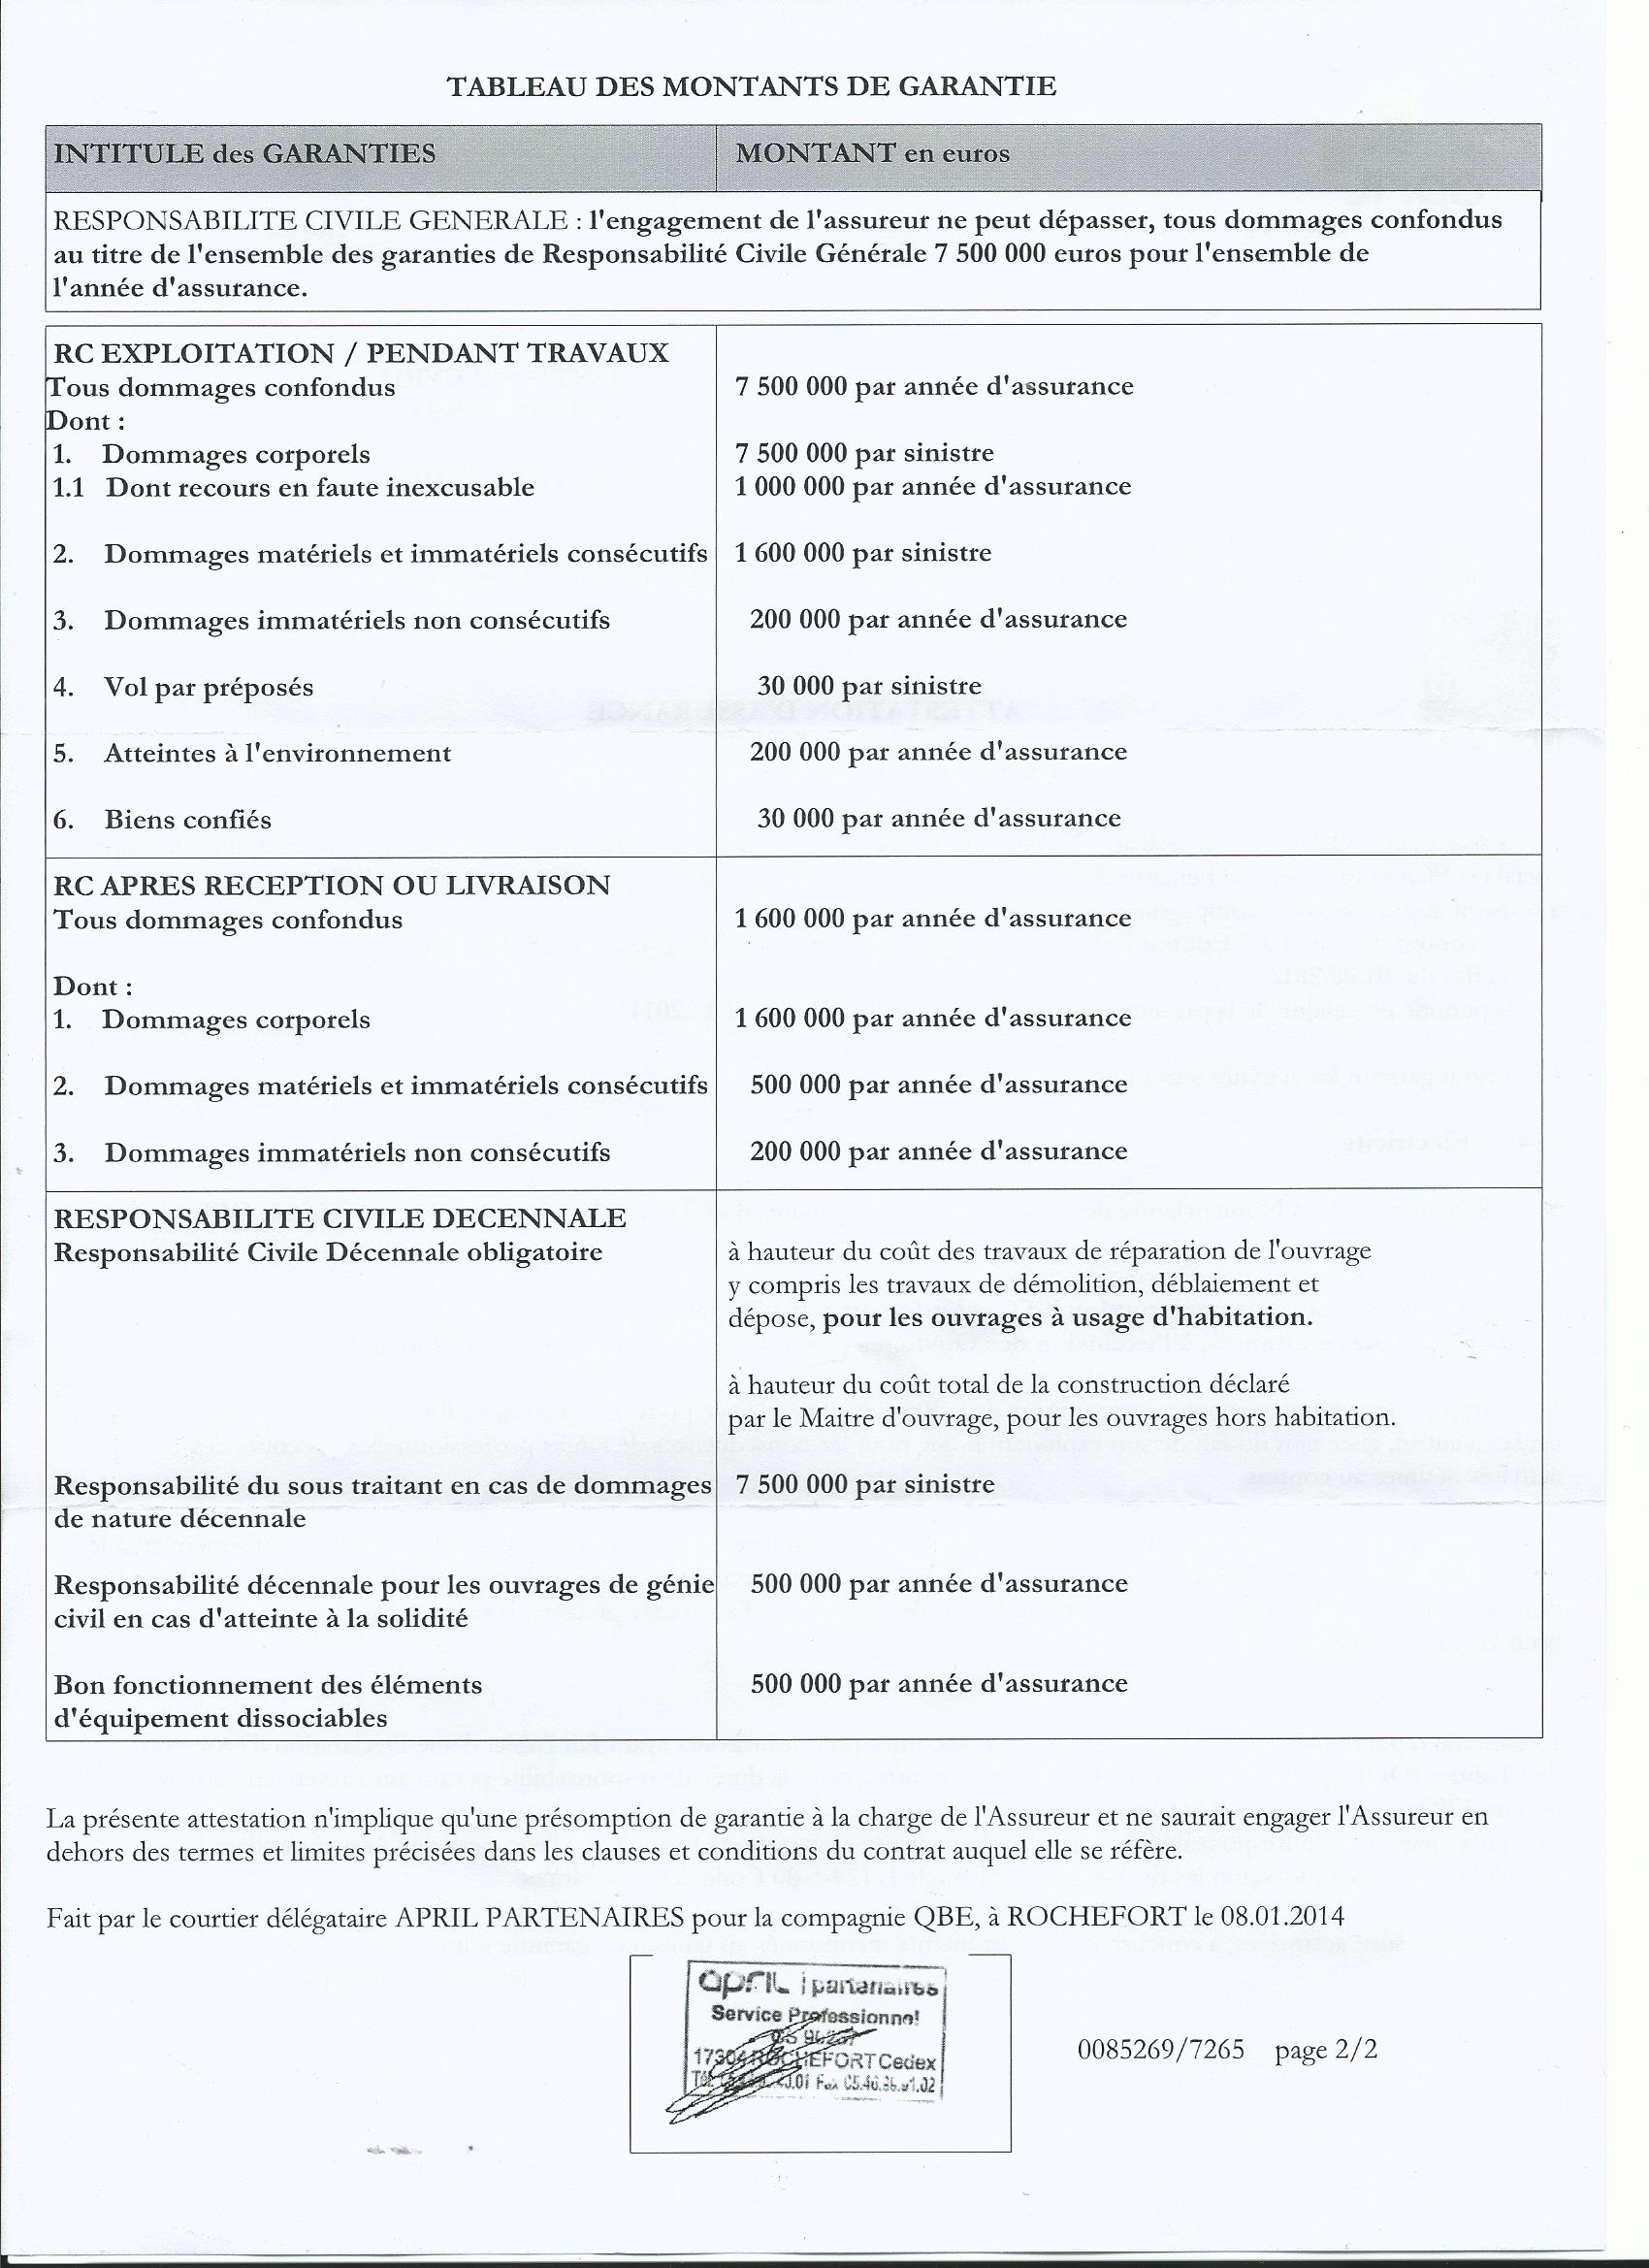 TABLEAU DES MONTANTS DE GARANTIE
INTITULE des GARANTIES MONTANT en euros
RESPONSABILITE CIVILE GENERALE : l'engagement de l'assureur ne peut dépasser, tous dommages confondus
au titre de l'ensemble des garanties de Responsabilité Civile Générale 7 500 000 euros pour l'ensemble de
l'année d'assurance.
RC EXPLOITATION / PENDANT TRAVAUX
Tous dommages confondus 7 500 000 par année d'assurance
Dont :
1. Dommages corporels 7 500 000 par sinistre
1.1 Dont recours en faute inexcusable 1 000 000 par année d'assurance
2. Dommages matériels et immatériels consécutifs 1 600 000 par sinistre
3. Dommages immatériels non consécutifs 200 000 par année d'assurance
4. Vol par préposés 30 000 par sinistre
5. Atteintes à l'environnement 200 000 par année d'assurance
6. Biens confiés 30 000 par année d'assurance
RC APRES RECEPTION OU LIVRAISON
Tous dommages confondus 1 600 000 par année d'assurance
Dont :
1. Dommages corporels 1 600 000 par année d'assurance
2. Dommages matériels et immatériels consécutifs 500 000 par année d'assurance
3. Dommages immatériels non consécutifs 200 000 par année d'assurance
RESPONSABILITE CIVILE DECENNALE
Responsabilité Civile Décennale obligatoire à hauteur du coût des travaux de réparation de l'ouvrage
y compris les travaux de démolition, déblaiement et
dépose, pour les ouvrages à usage d'habitation.
à hauteur du coût total de la construction déclaré
par le Maitre d'ouvrage, pour les ouvrages hors habitation.
Responsabilité du sous traitant en cas de dommages 7 500 000 par sinistre
de nature décennale
Responsabilité décennale pour les ouvrages de génie 500 000 par année d'assurance
civil en cas d'atteinte à la solidité
Bon fonctionnement des éléments 500 000 par année d'assurance
d'équipement dissociables
La présente attestation n'implique qu'une présomption de garantie à la charge de l'Assureur et ne saurait engager l'Assureur en
dehors des termes et limites précisées dans les clauses et conditions du contrat auquel elle se réfère.
Fait par le courtier délégataire APRIL PARTENAIRES pour la compagnie QBE, à ROCHEFORT le 08.01.2014
april partenaires
Service Professionnel
17304 ROCHEFORT Cedex
Fax
0085269/7265 page 2/2